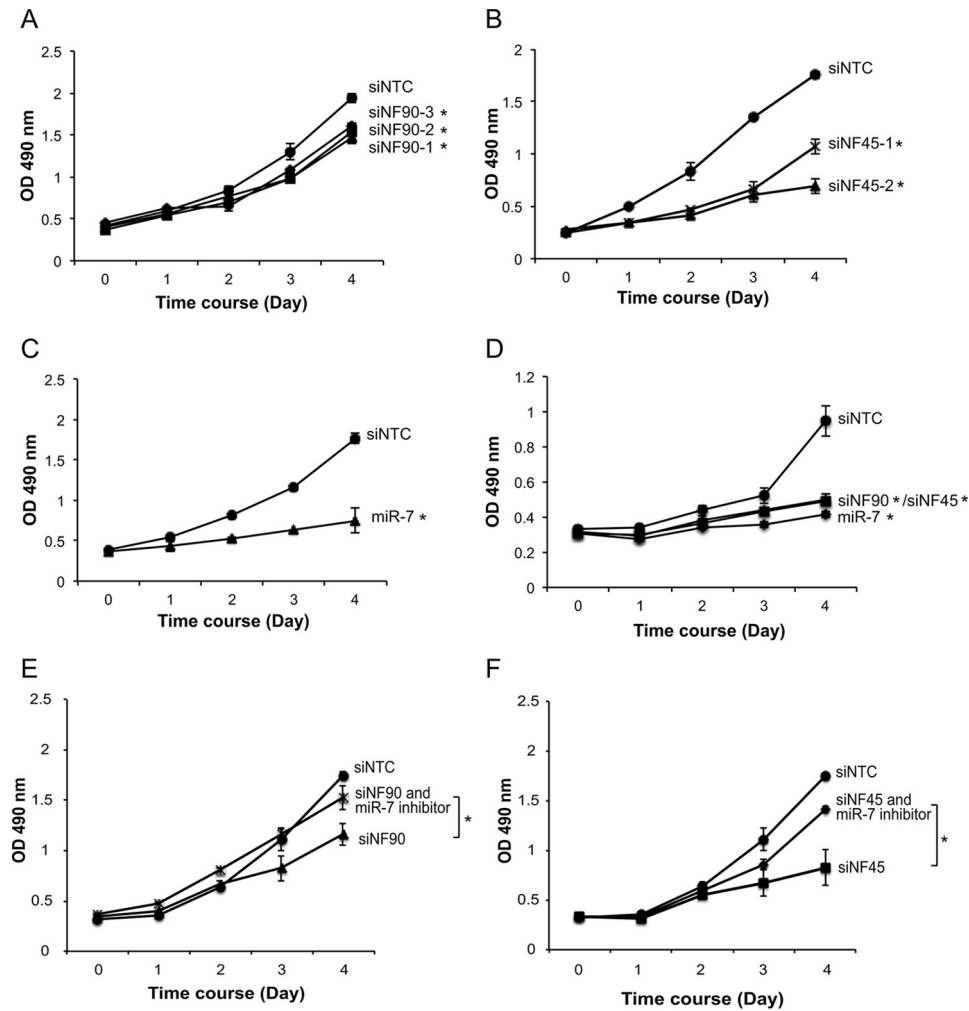 A
2.5
2
1.5
1
0.5
0
OD 490 nm
siNTC
siNF90-3 *
siNF90-2 *
siNF90-1 *
0 1 2 3 4
Time course (Day)
B
2
1.5
1
0.5
0
OD 490 nm
siNTC
siNF45-1*
siNF45-2*
0 1 2 3 4
Time course (Day)
C
2.5
2
1.5
1
0.5
0
OD 490 nm
siNTC
miR-7 *
0 1 2 3 4
Time course (Day)
D
1.2
1
0.8
0.6
0.4
0.2
0
OD 490 nm
siNTC
siNF90 */siNF45 *
miR-7 *
0 1 2 3 4
Time course (Day)
E
2.5
2
1.5
1
0.5
0
OD 490 nm
siNTC
siNF90 and
miR-7 inhibitor
*
siNF90
0 1 2 3 4
Time course (Day)
F
2.5
2
1.5
1
0.5
0
OD 490 nm
siNTC
siNF45 and
miR-7 inhibitor
*
siNF45
0 1 2 3 4
Time course (Day)